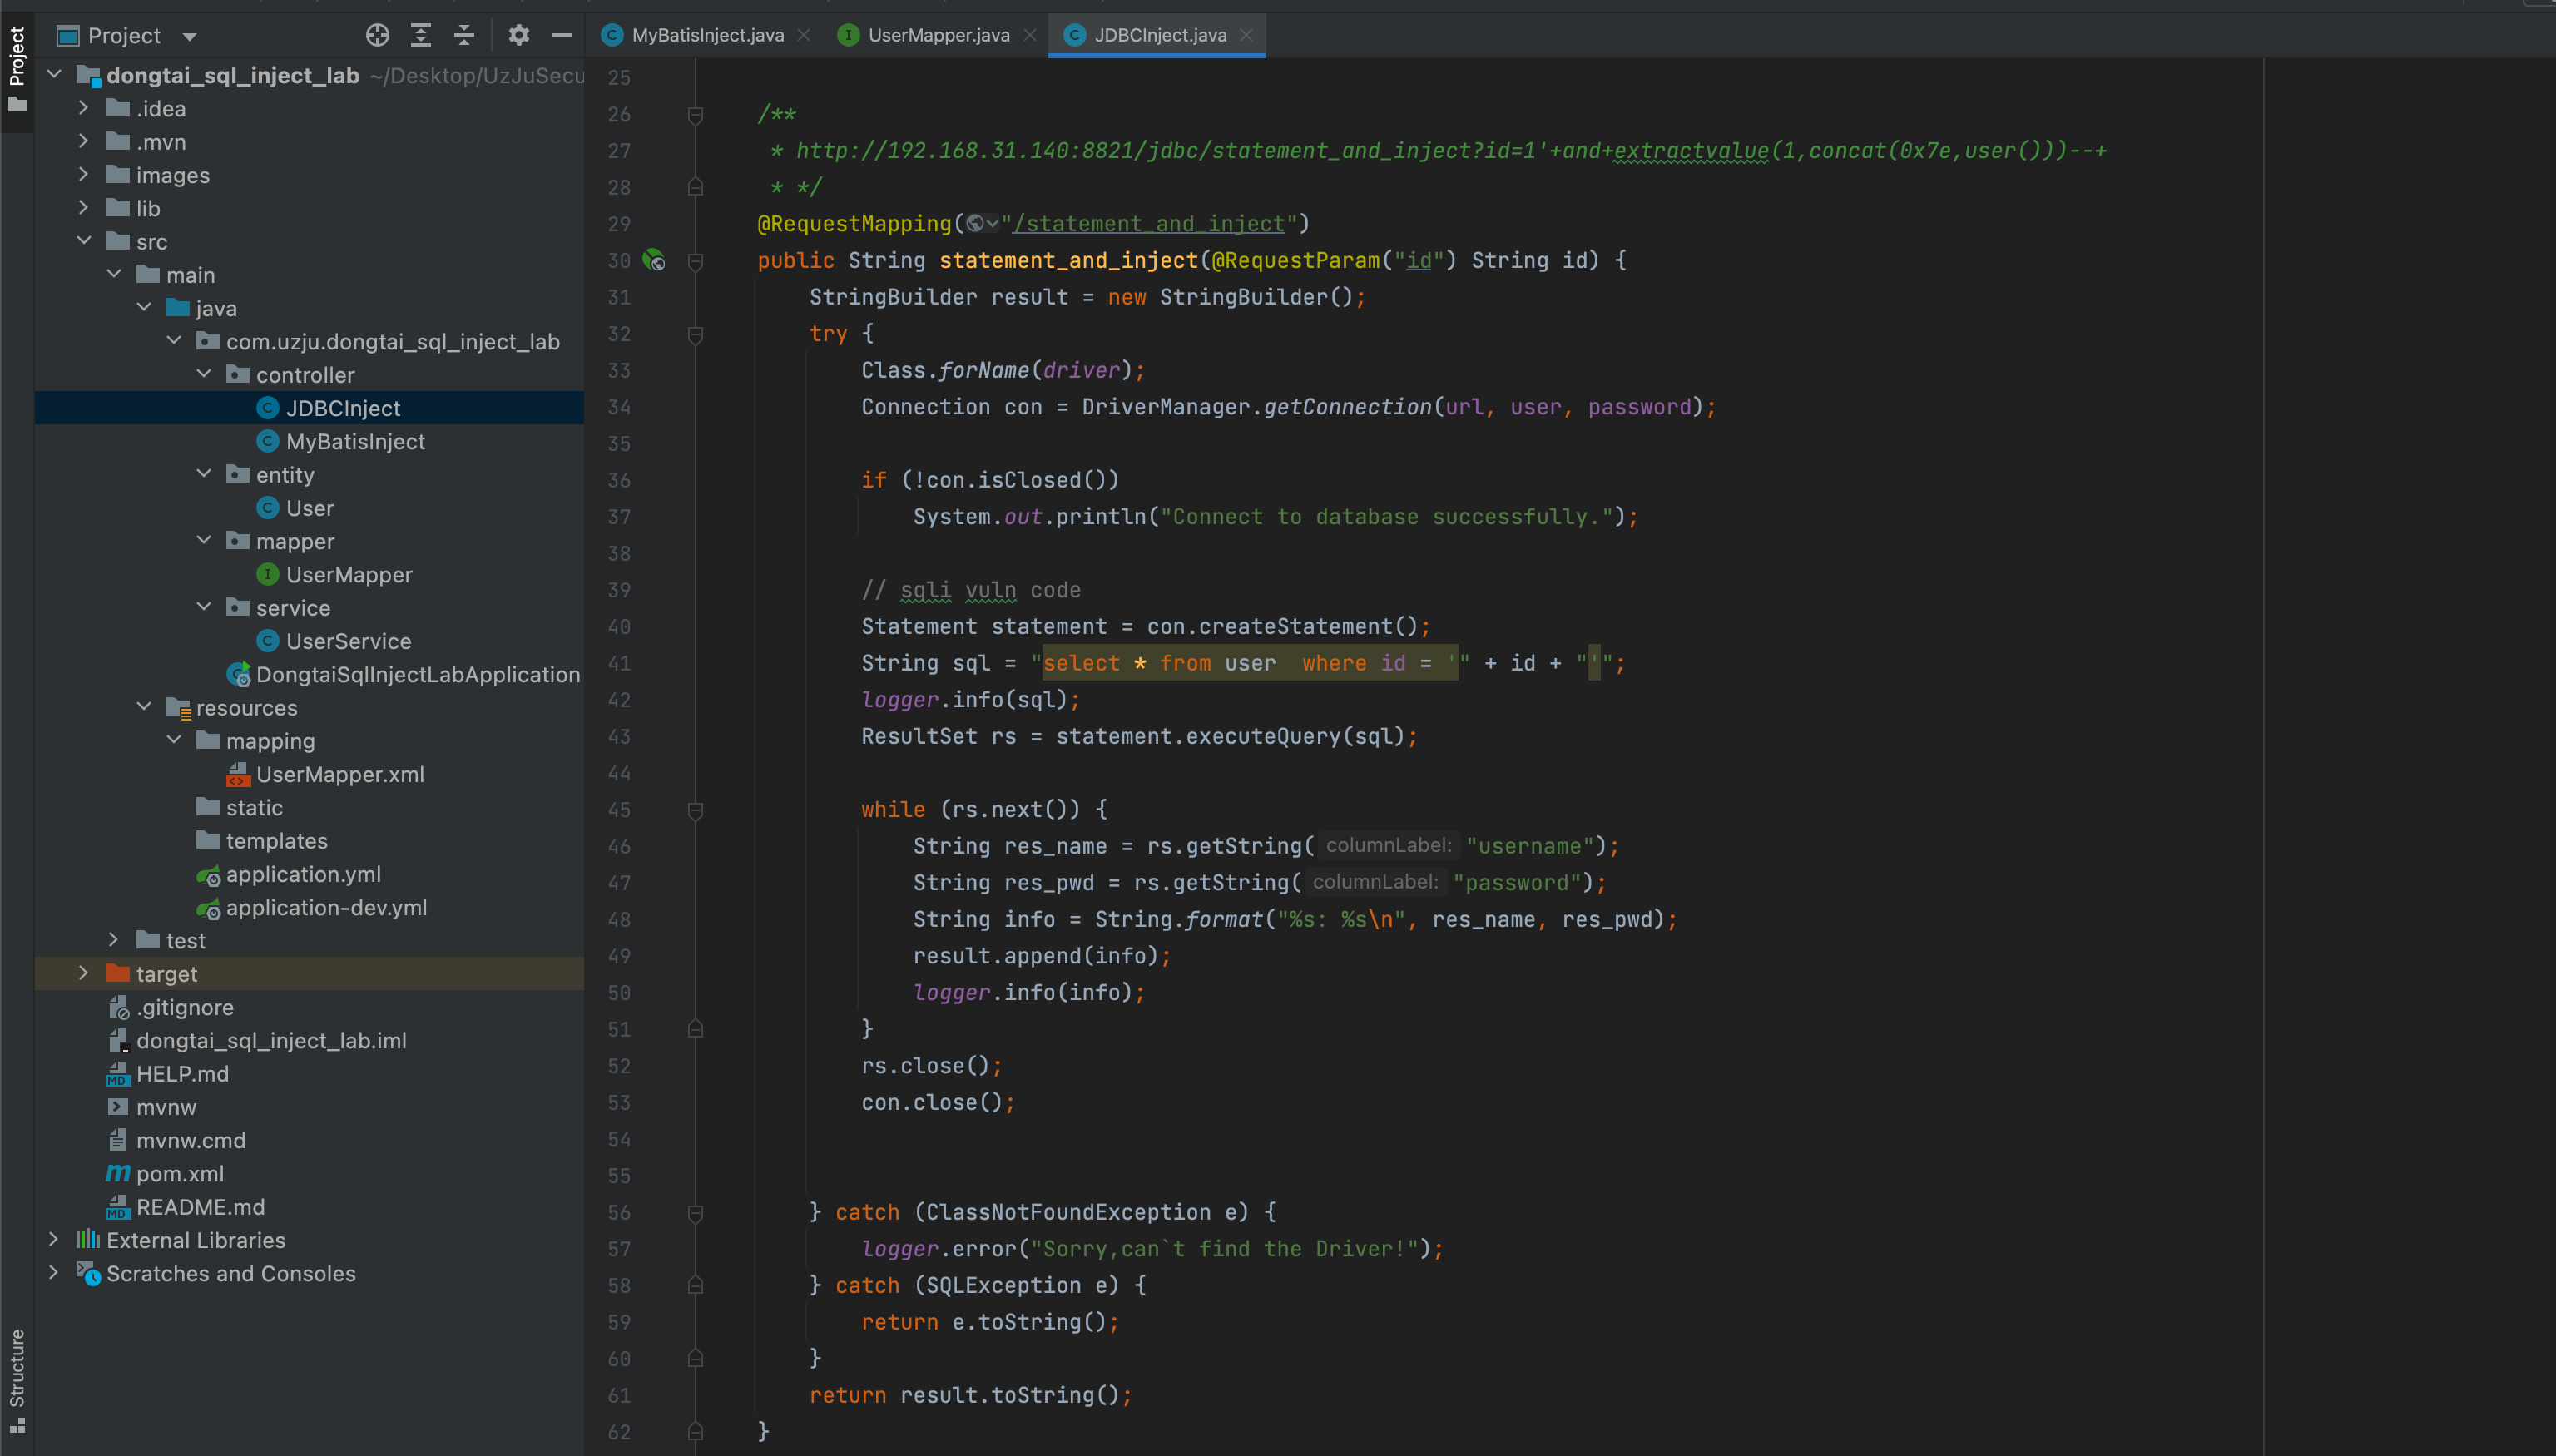 Project
Project
dongtai_sql_inject_lab ~/Desktop/UzJuSecu
.idea
.mvn
images
lib
src
main
java
com.uzju.dongtai_sql_inject_lab
controller
JDBCInject
MyBatisInject
entity
User
mapper
UserMapper
service
UserService
DongtaiSqlInjectLabApplication
resources
mapping
UserMapper.xml
static
templates
application.yml
application-dev.yml
test
target
.gitignore
dongtai_sql_inject_lab.iml
HELP.md
mvnw
mvnw.cmd
pom.xml
README.md
External Libraries
Scratches and Consoles
Structure
MyBatisInject.java
UserMapper.java
JDBCInject.java
25
26 /**
27 * http://192.168.31.140:8821/jdbc/statement_and_inject?id=1'+and+extractvalue(1,concat(0x7e,user()))--+
28 * */
29 @RequestMapping("/statement_and_inject")
30 public String statement_and_inject(@RequestParam("id") String id) {
31 StringBuilder result = new StringBuilder();
32 try {
33 Class.forName(driver);
34 Connection con = DriverManager.getConnection(url, user, password);
35
36 if (!con.isClosed())
37 System.out.println("Connect to database successfully.");
38
39 // sqli vuln code
40 Statement statement = con.createStatement();
41 String sql = "select * from user  where id = '" + id + "'";
42 logger.info(sql);
43 ResultSet rs = statement.executeQuery(sql);
44
45 while (rs.next()) {
46 String res_name = rs.getString( columnLabel: "username");
47 String res_pwd = rs.getString( columnLabel: "password");
48 String info = String.format("%s: %s\n", res_name, res_pwd);
49 result.append(info);
50 logger.info(info);
51 }
52 rs.close();
53 con.close();
54
55
56 } catch (ClassNotFoundException e) {
57 logger.error("Sorry,can`t find the Driver!");
58 } catch (SQLException e) {
59 return e.toString();
60 }
61 return result.toString();
62 }